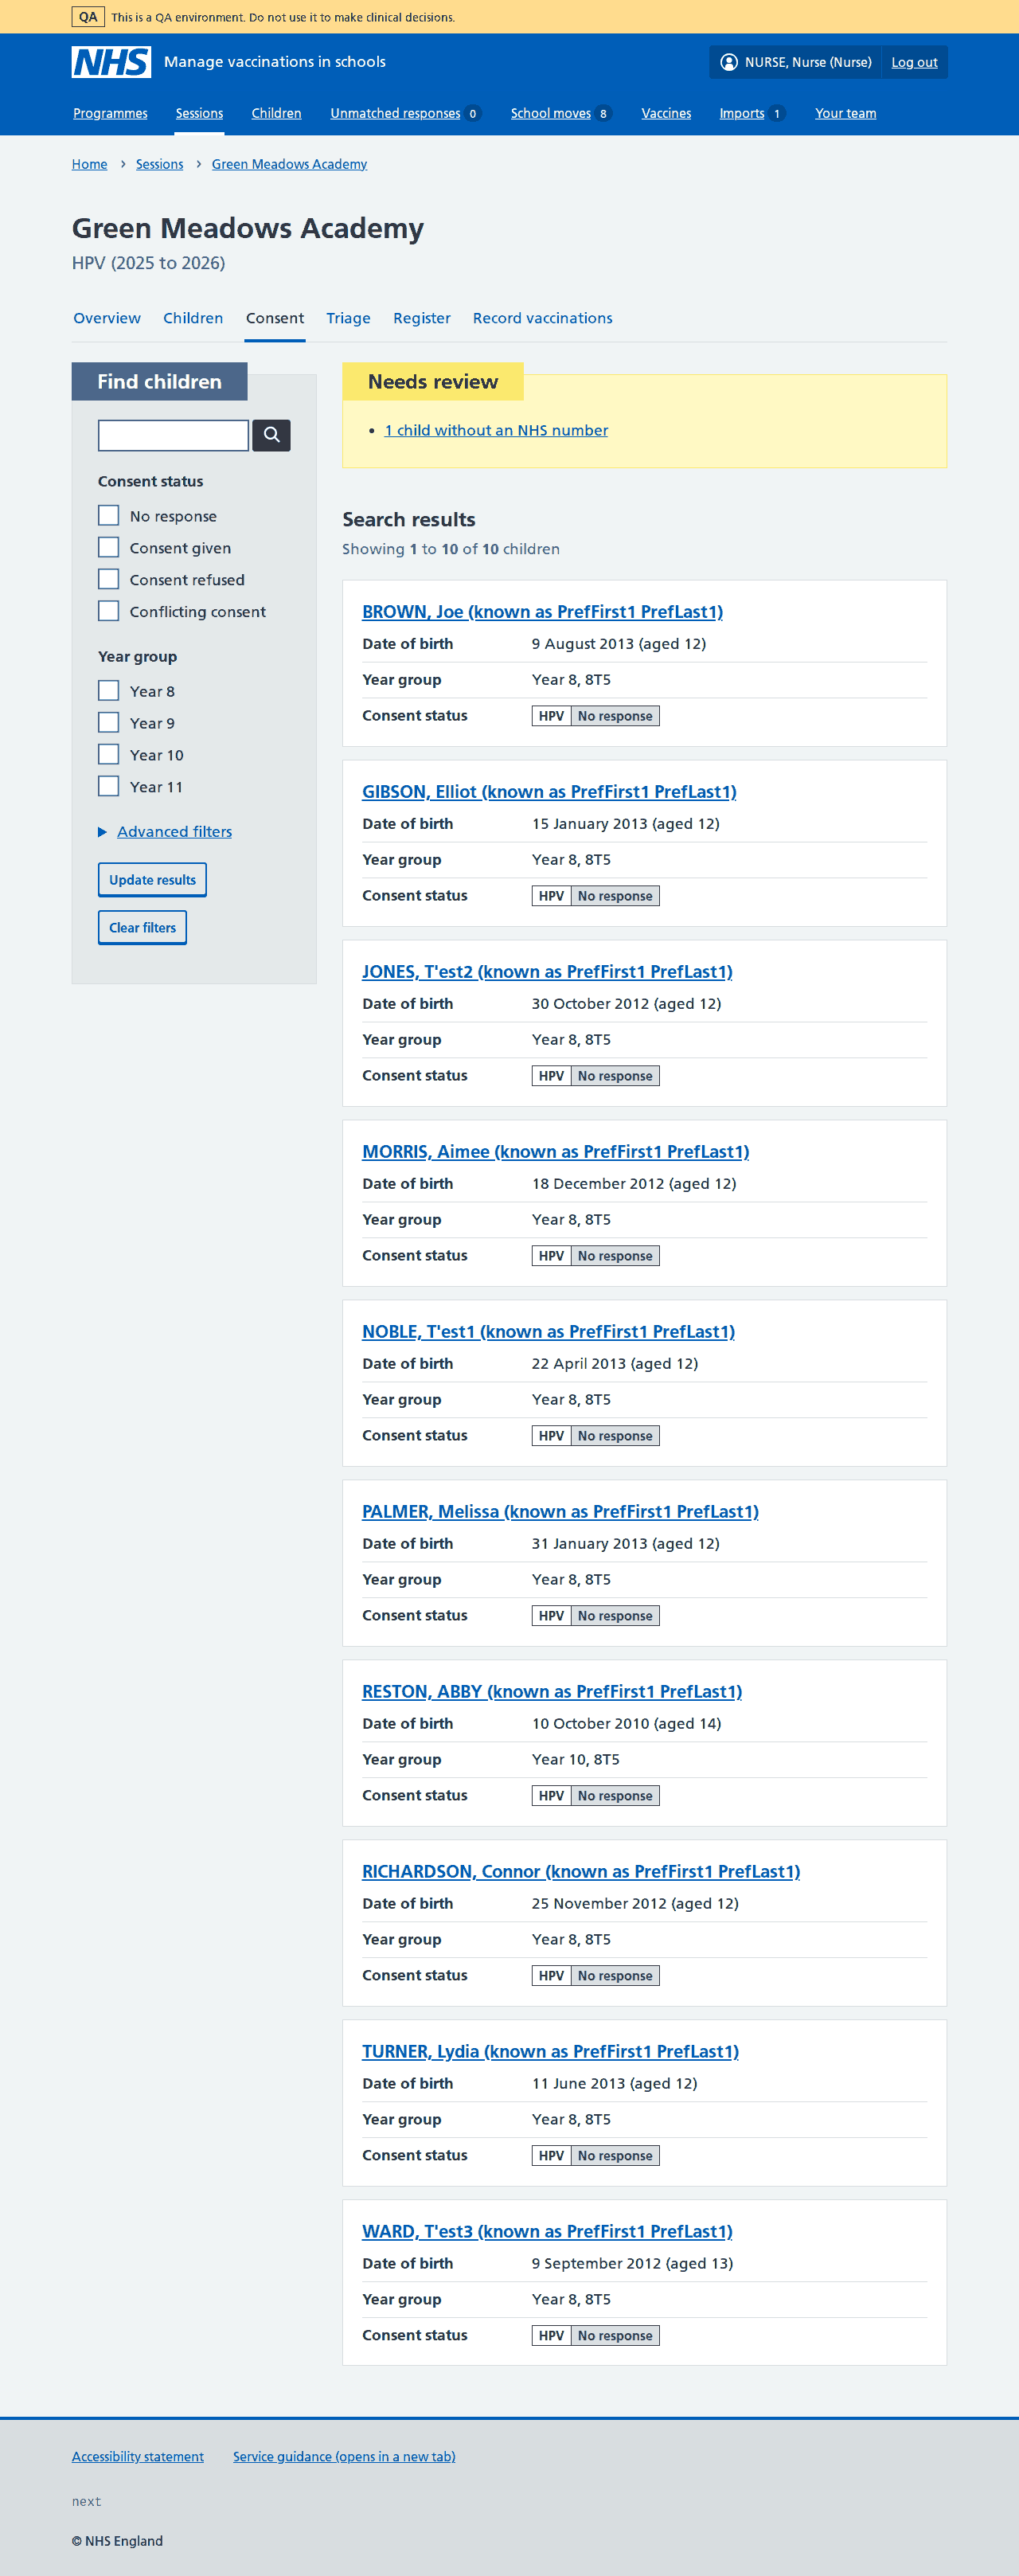 QA This is a QA environment. Do not use it to make clinical decisions.
NHS Manage vaccinations in schools NURSE, Nurse (Nurse) Log out
Programmes Sessions Children Unmatched responses 0 School moves 8 Vaccines Imports 1 Your team
Home › Sessions › Green Meadows Academy
Green Meadows Academy
HPV (2025 to 2026)
Overview Children Consent Triage Register Record vaccinations
Find children
Consent status
No response
Consent given
Consent refused
Conflicting consent
Year group
Year 8
Year 9
Year 10
Year 11
Advanced filters
Update results
Clear filters
Needs review
• 1 child without an NHS number
Search results
Showing 1 to 10 of 10 children
BROWN, Joe (known as PrefFirst1 PrefLast1)
Date of birth 9 August 2013 (aged 12)
Year group Year 8, 8T5
Consent status HPV No response
GIBSON, Elliot (known as PrefFirst1 PrefLast1)
Date of birth 15 January 2013 (aged 12)
Year group Year 8, 8T5
Consent status HPV No response
JONES, T'est2 (known as PrefFirst1 PrefLast1)
Date of birth 30 October 2012 (aged 12)
Year group Year 8, 8T5
Consent status HPV No response
MORRIS, Aimee (known as PrefFirst1 PrefLast1)
Date of birth 18 December 2012 (aged 12)
Year group Year 8, 8T5
Consent status HPV No response
NOBLE, T'est1 (known as PrefFirst1 PrefLast1)
Date of birth 22 April 2013 (aged 12)
Year group Year 8, 8T5
Consent status HPV No response
PALMER, Melissa (known as PrefFirst1 PrefLast1)
Date of birth 31 January 2013 (aged 12)
Year group Year 8, 8T5
Consent status HPV No response
RESTON, ABBY (known as PrefFirst1 PrefLast1)
Date of birth 10 October 2010 (aged 14)
Year group Year 10, 8T5
Consent status HPV No response
RICHARDSON, Connor (known as PrefFirst1 PrefLast1)
Date of birth 25 November 2012 (aged 12)
Year group Year 8, 8T5
Consent status HPV No response
TURNER, Lydia (known as PrefFirst1 PrefLast1)
Date of birth 11 June 2013 (aged 12)
Year group Year 8, 8T5
Consent status HPV No response
WARD, T'est3 (known as PrefFirst1 PrefLast1)
Date of birth 9 September 2012 (aged 13)
Year group Year 8, 8T5
Consent status HPV No response
Accessibility statement Service guidance (opens in a new tab)
next
© NHS England